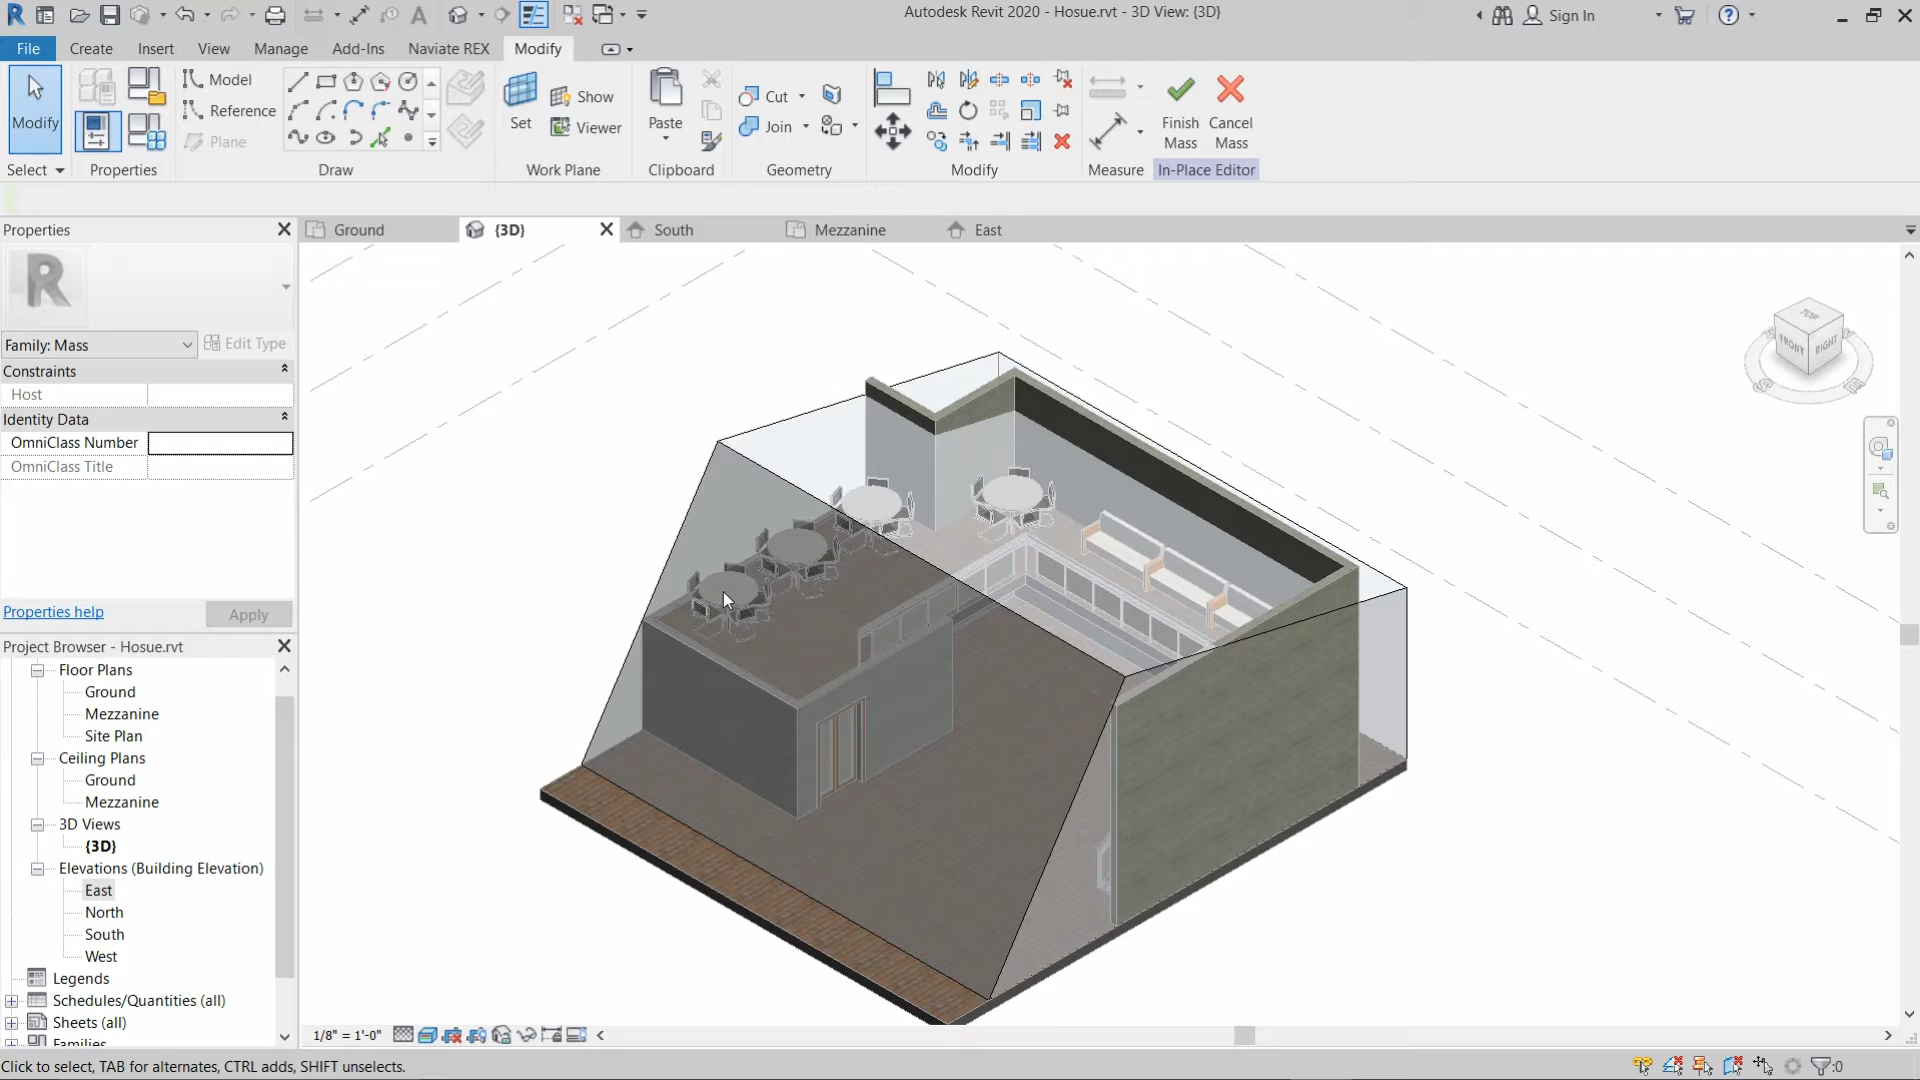 Autodesk Revit 2020 - Hosue.rvt - 3D View: {3D}
Sign In
File
Create
Insert
View
Manage
Add-Ins
Naviate REX
Modify
Modify
Model
Reference
Plane
Set
Show
Viewer
Paste
Cut
Join
Finish
Mass
Cancel
Mass
Select
Properties
Draw
Work Plane
Clipboard
Geometry
Modify
Measure
In-Place Editor
Properties
Ground
{3D}
South
Mezzanine
East
R
Family: Mass
Edit Type
Constraints
Host
Identity Data
OmniClass Number
OmniClass Title
Properties help
Apply
TOP
FRONT
RIGHT
Project Browser - Hosue.rvt
Floor Plans
Ground
Mezzanine
Site Plan
Ceiling Plans
Ground
Mezzanine
3D Views
{3D}
Elevations (Building Elevation)
East
North
South
West
Legends
Schedules/Quantities (all)
Sheets (all)
Families
1/8" = 1'-0"
Click to select, TAB for alternates, CTRL adds, SHIFT unselects.
:0